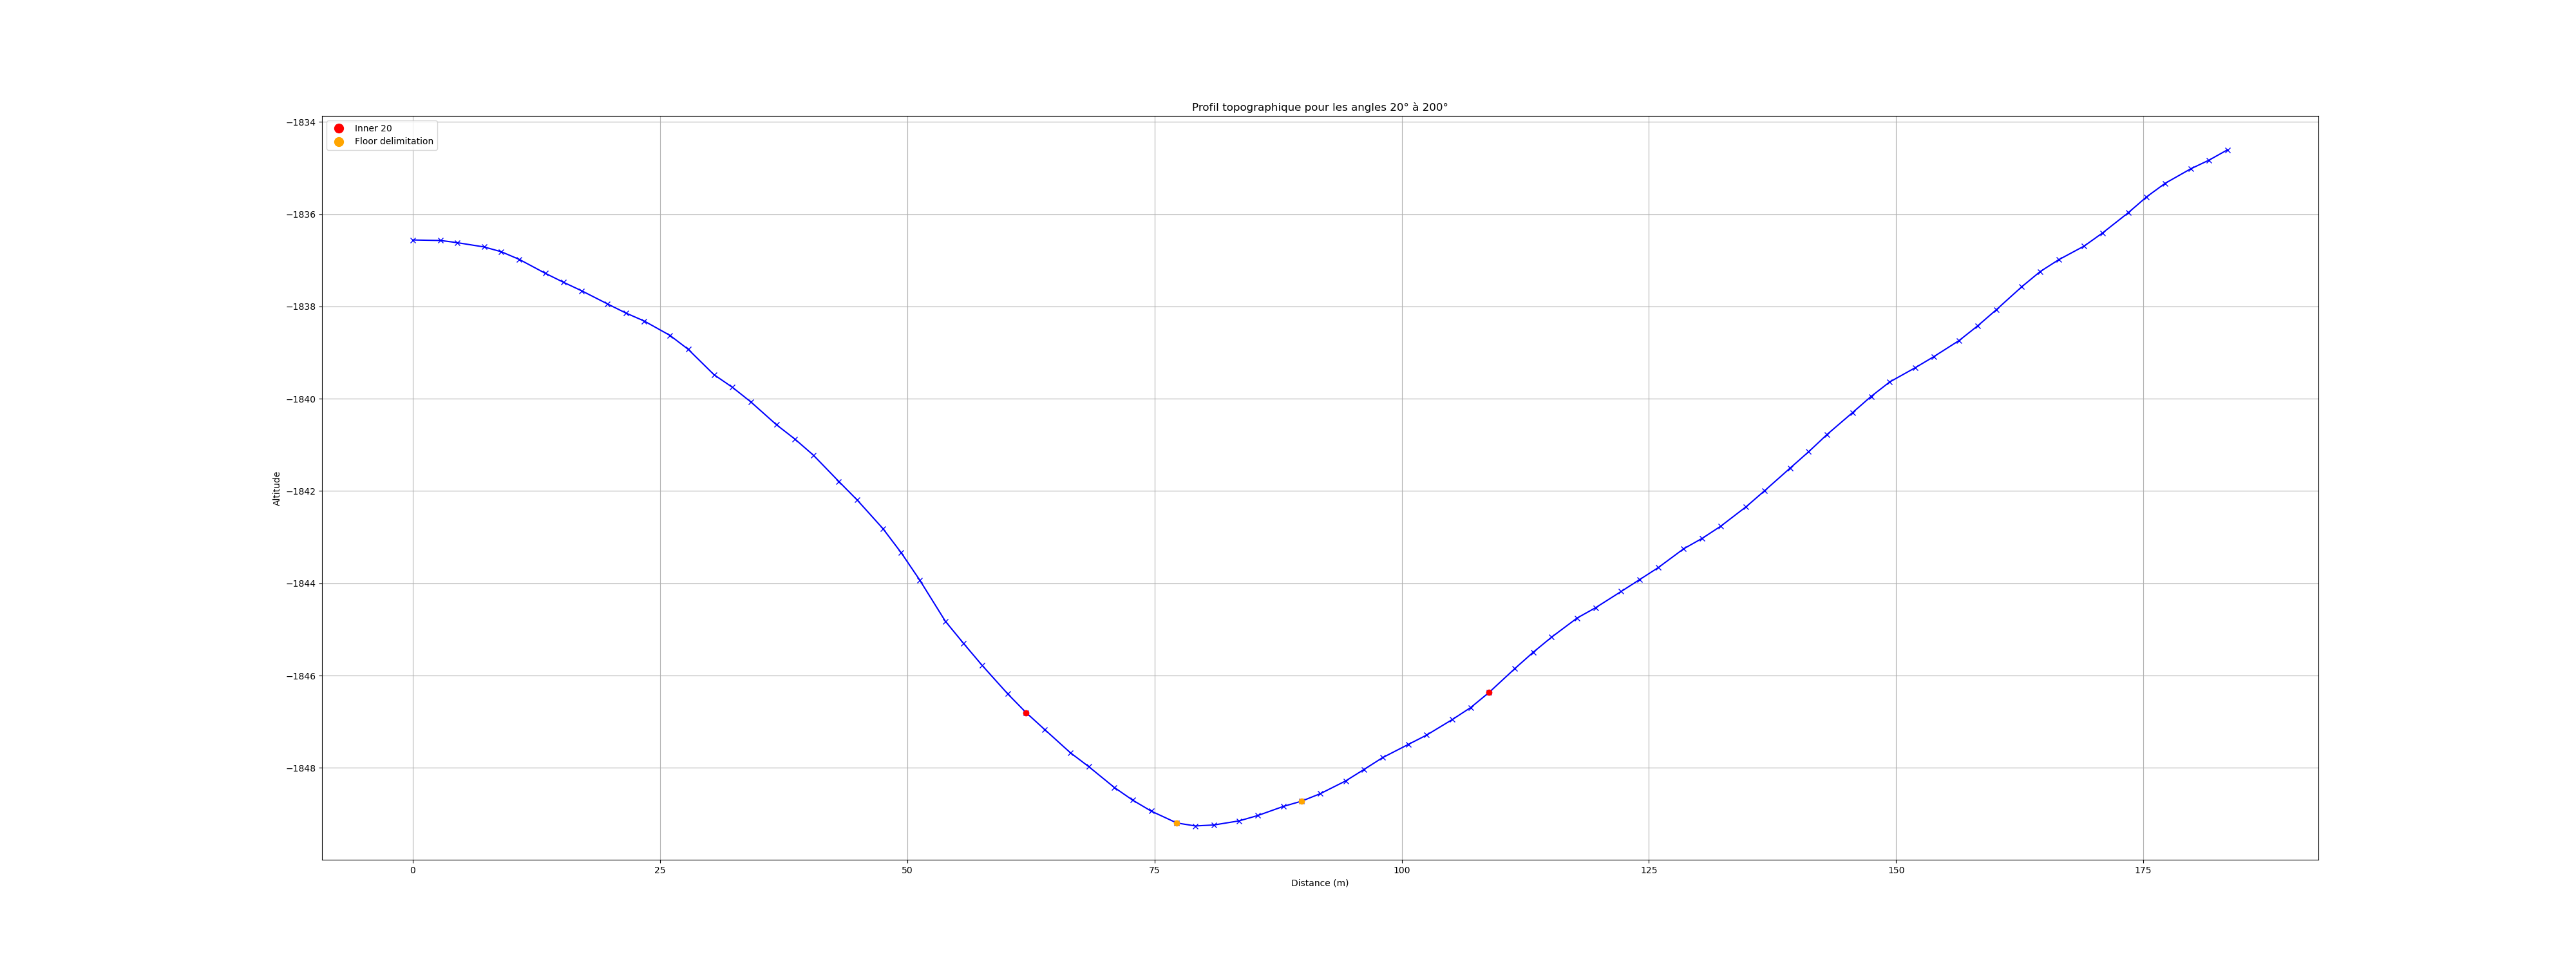 Profil topographique pour les angles 20° à 200°
Inner 20
Floor delimitation
−1834
−1836
−1838
−1840
−1842
−1844
−1846
−1848
Altitude
0 25 50 75 100 125 150 175
Distance (m)